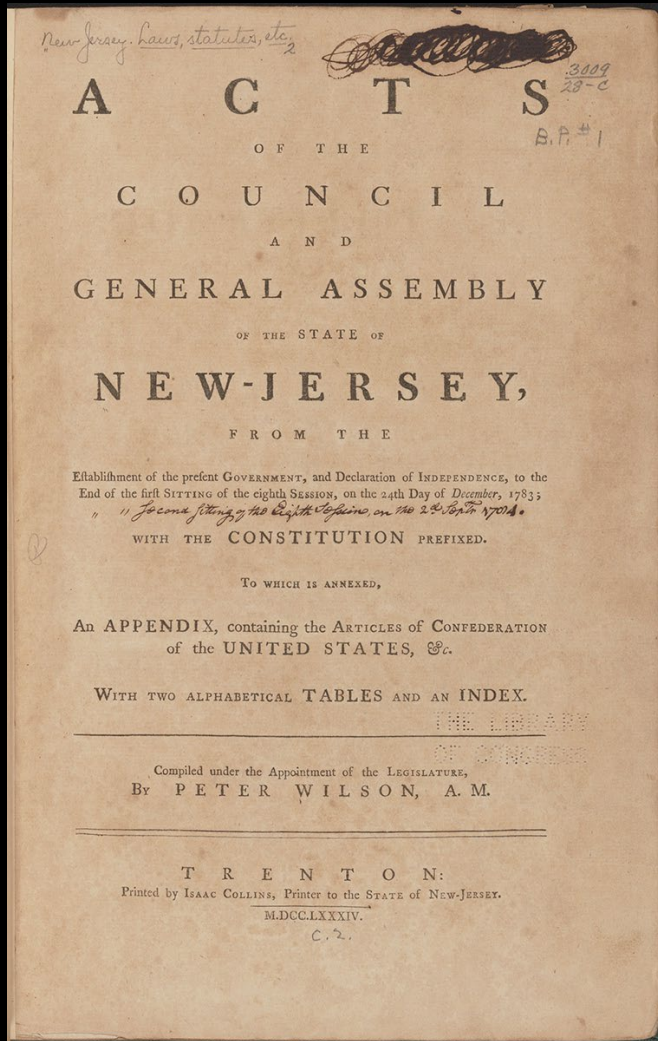 New Jersey. Laws, statutes, etc.
2
3009
28-C
ACTS
B.P. #1
OF THE
COUNCIL
AND
GENERAL ASSEMBLY
OF THE STATE OF
NEW-JERSEY,
FROM THE
Eſtabliſhment of the preſent GOVERNMENT, and Declaration of INDEPENDENCE, to the
End of the firſt SITTING of the eighth SESSION, on the 24th Day of December, 1783;
" " Second ſitting of the Eighth Seſsion, on the 2d Septr
WITH THE CONSTITUTION PREFIXED.
TO WHICH IS ANNEXED,
An APPENDIX, containing the ARTICLES of CONFEDERATION
of the UNITED STATES, &c.
WITH TWO ALPHABETICAL TABLES AND AN INDEX.
THE LIBRARY
OF CONGRESS
Compiled under the Appointment of the LEGISLATURE,
BY PETER WILSON, A. M.
TRENTON:
Printed by ISAAC COLLINS, Printer to the STATE of NEW-JERSEY.
M.DCC.LXXXIV.
C.2.